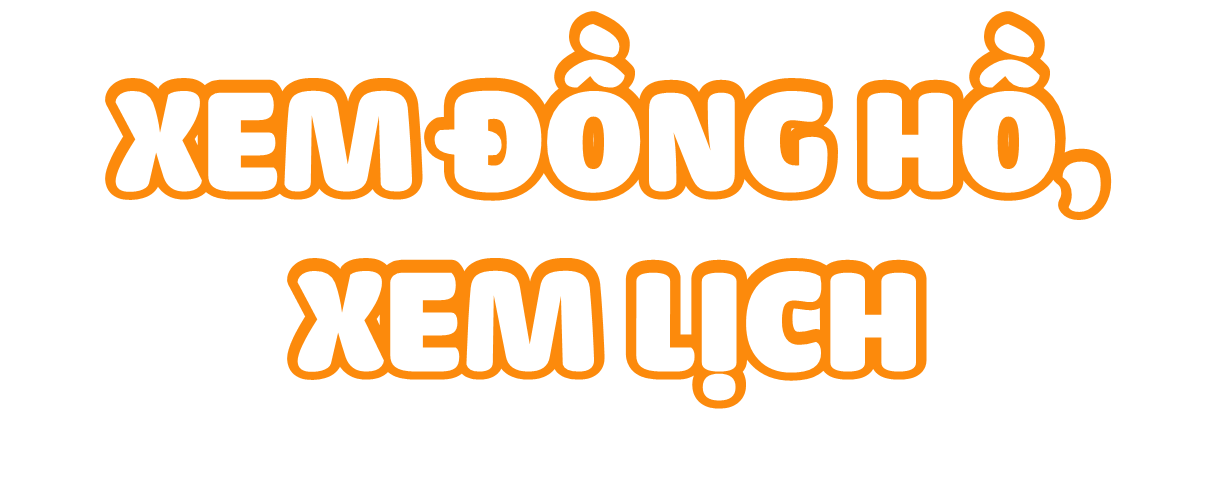 XEM ĐỒNG HỒ,
XEM LỊCH